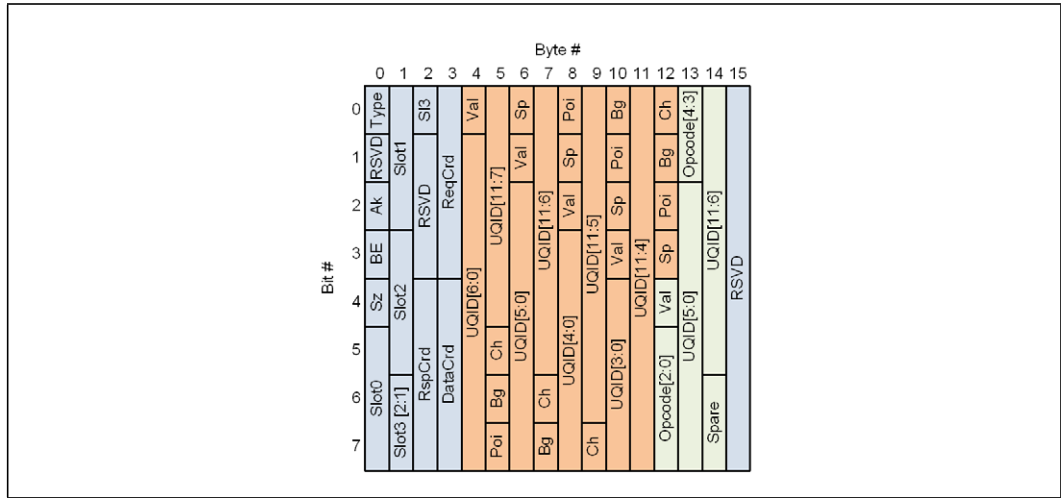 Byte #
0 1 2 3 4 5 6 7 8 9 10 11 12 13 14 15
Bit #
0
1
2
3
4
5
6
7
Type
RSVD
Ak
BE
Sz
Slot0
Slot1
Slot2
Slot3 [2:1]
Sl3
RSVD
RspCrd
ReqCrd
DataCrd
Val
UQID[6:0]
UQID[11:7]
Ch
Bg
Poi
Sp
Val
UQID[5:0]
UQID[11:6]
Ch
Bg
Poi
Sp
Val
UQID[4:0]
UQID[11:5]
Ch
Bg
Poi
Sp
Val
UQID[3:0]
UQID[11:4]
Ch
Bg
Poi
Sp
Val
Opcode[2:0]
Opcode[4:3]
UQID[5:0]
UQID[11:6]
Spare
RSVD